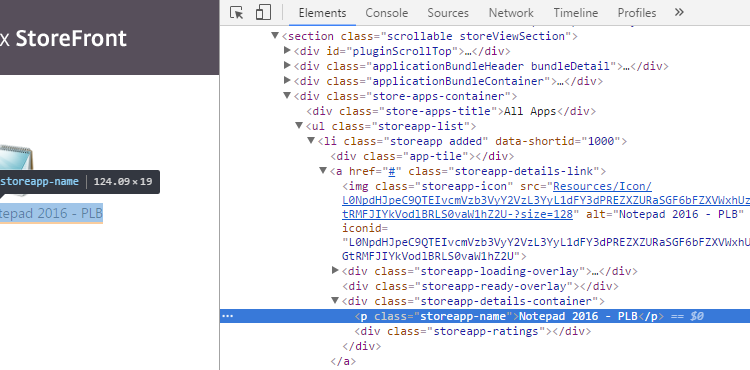 x StoreFront
Elements Console Sources Network Timeline Profiles »
<section class="scrollable storeViewSection">
<div id="pluginScrollTop">…</div>
<div class="applicationBundleHeader bundleDetail">…</div>
<div class="applicationBundleContainer">…</div>
<div class="store-apps-container">
<div class="store-apps-title">All Apps</div>
<ul class="storeapp-list">
<li class="storeapp added" data-shortid="1000">
<div class="app-tile"></div>
<a href="#" class="storeapp-details-link">
<img class="storeapp-icon" src="Resources/Icon/
L0NpdHJpeC9QTEIvcmVzb3VyY2VzL3YyL1dFY3dPREZXZURaSGF6bFZXVwxhUz
tRMFJIYkVodlBRLS0vaW1hZ2U-?size=128" alt="Notepad 2016 - PLB"
iconid=
"L0NpdHJpeC9QTEIvcmVzb3VyY2VzL3YyL1dFY3dPREZXZURaSGF6bFZXVwxhUz
GtRMFJIYkVodlBRLS0vaW1hZ2U">
<div class="storeapp-loading-overlay">…</div>
<div class="storeapp-ready-overlay"></div>
<div class="storeapp-details-container">
<p class="storeapp-name">Notepad 2016 - PLB</p> == $0
<div class="storeapp-ratings"></div>
</div>
</a>
storeapp-name 124.09×19
tepad 2016 - PLB